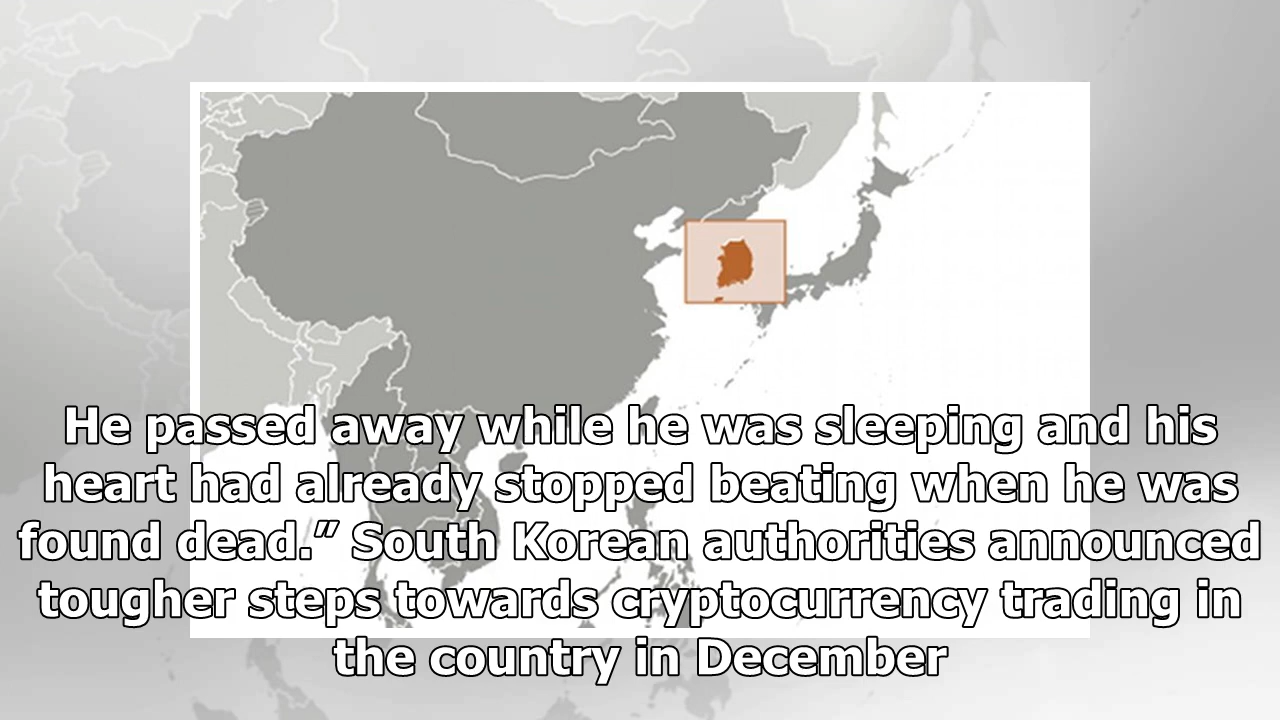 He passed away while he was sleeping and his
heart had already stopped beating when he was
found dead.” South Korean authorities announced
tougher steps towards cryptocurrency trading in
the country in December